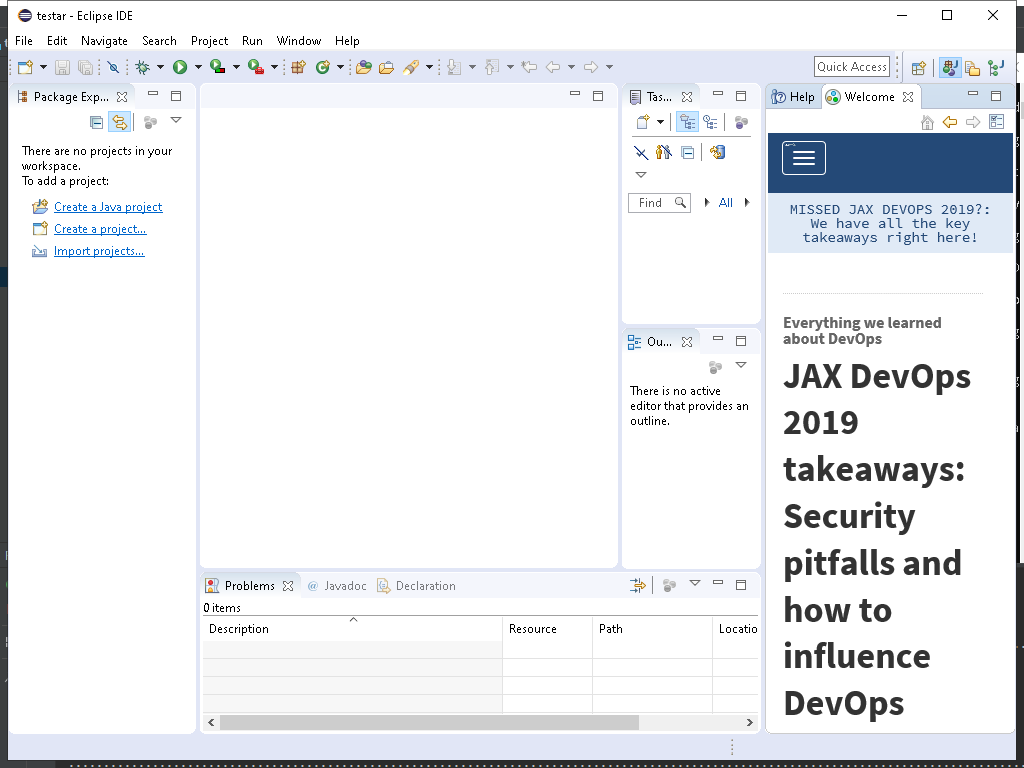 testar - Eclipse IDE
File Edit Navigate Search Project Run Window Help
Quick Access
Package Exp...
Tas...
Help
Welcome
There are no projects in your
workspace.
To add a project:
Create a Java project
Create a project...
Import projects...
Find
All
MISSED JAX DEVOPS 2019?:
We have all the key
takeaways right here!
Everything we learned
about DevOps
JAX DevOps
2019
takeaways:
Security
pitfalls and
how to
influence
DevOps
Ou...
There is no active
editor that provides an
outline.
Problems
@ Javadoc
Declaration
0 items
Description
Resource
Path
Locatio